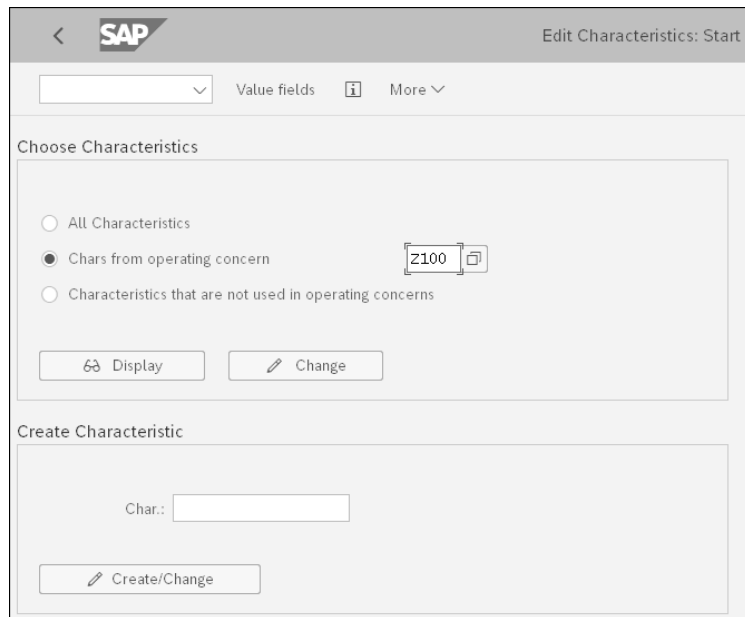 SAP Edit Characteristics: Start
Value fields i More
Choose Characteristics
All Characteristics
Chars from operating concern Z100
Characteristics that are not used in operating concerns
Display Change
Create Characteristic
Char.:
Create/Change